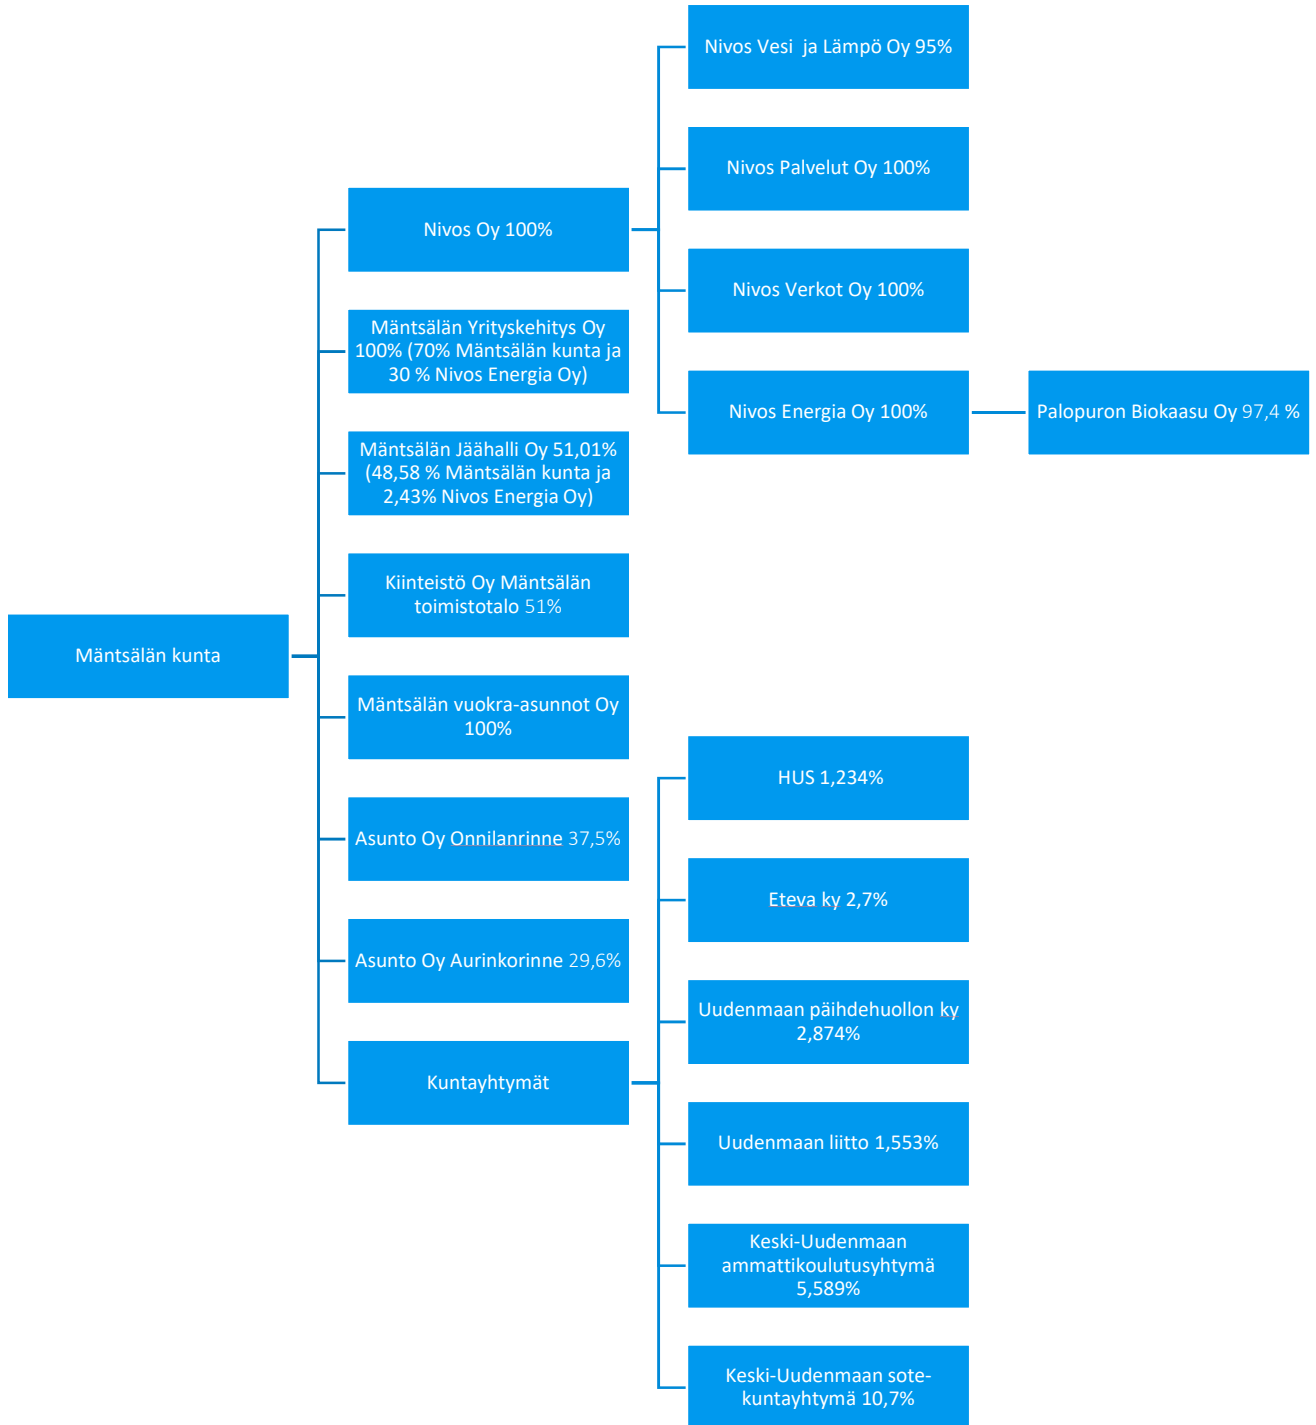 Mäntsälän kunta
Nivos Oy 100%
Nivos Vesi ja Lämpö Oy 95%
Nivos Palvelut Oy 100%
Nivos Verkot Oy 100%
Nivos Energia Oy 100%
Palopuron Biokaasu Oy 97,4 %
Mäntsälän Yrityskehitys Oy
100% (70% Mäntsälän kunta ja
30 % Nivos Energia Oy)
Mäntsälän Jäähalli Oy 51,01%
(48,58 % Mäntsälän kunta ja
2,43% Nivos Energia Oy)
Kiinteistö Oy Mäntsälän
toimistotalo 51%
Mäntsälän vuokra-asunnot Oy
100%
Asunto Oy Onnilanrinne 37,5%
Asunto Oy Aurinkorinne 29,6%
Kuntayhtymät
HUS 1,234%
Eteva ky 2,7%
Uudenmaan päihdehuollon ky
2,874%
Uudenmaan liitto 1,553%
Keski-Uudenmaan
ammattikoulutusyhtymä
5,589%
Keski-Uudenmaan sote-
kuntayhtymä 10,7%